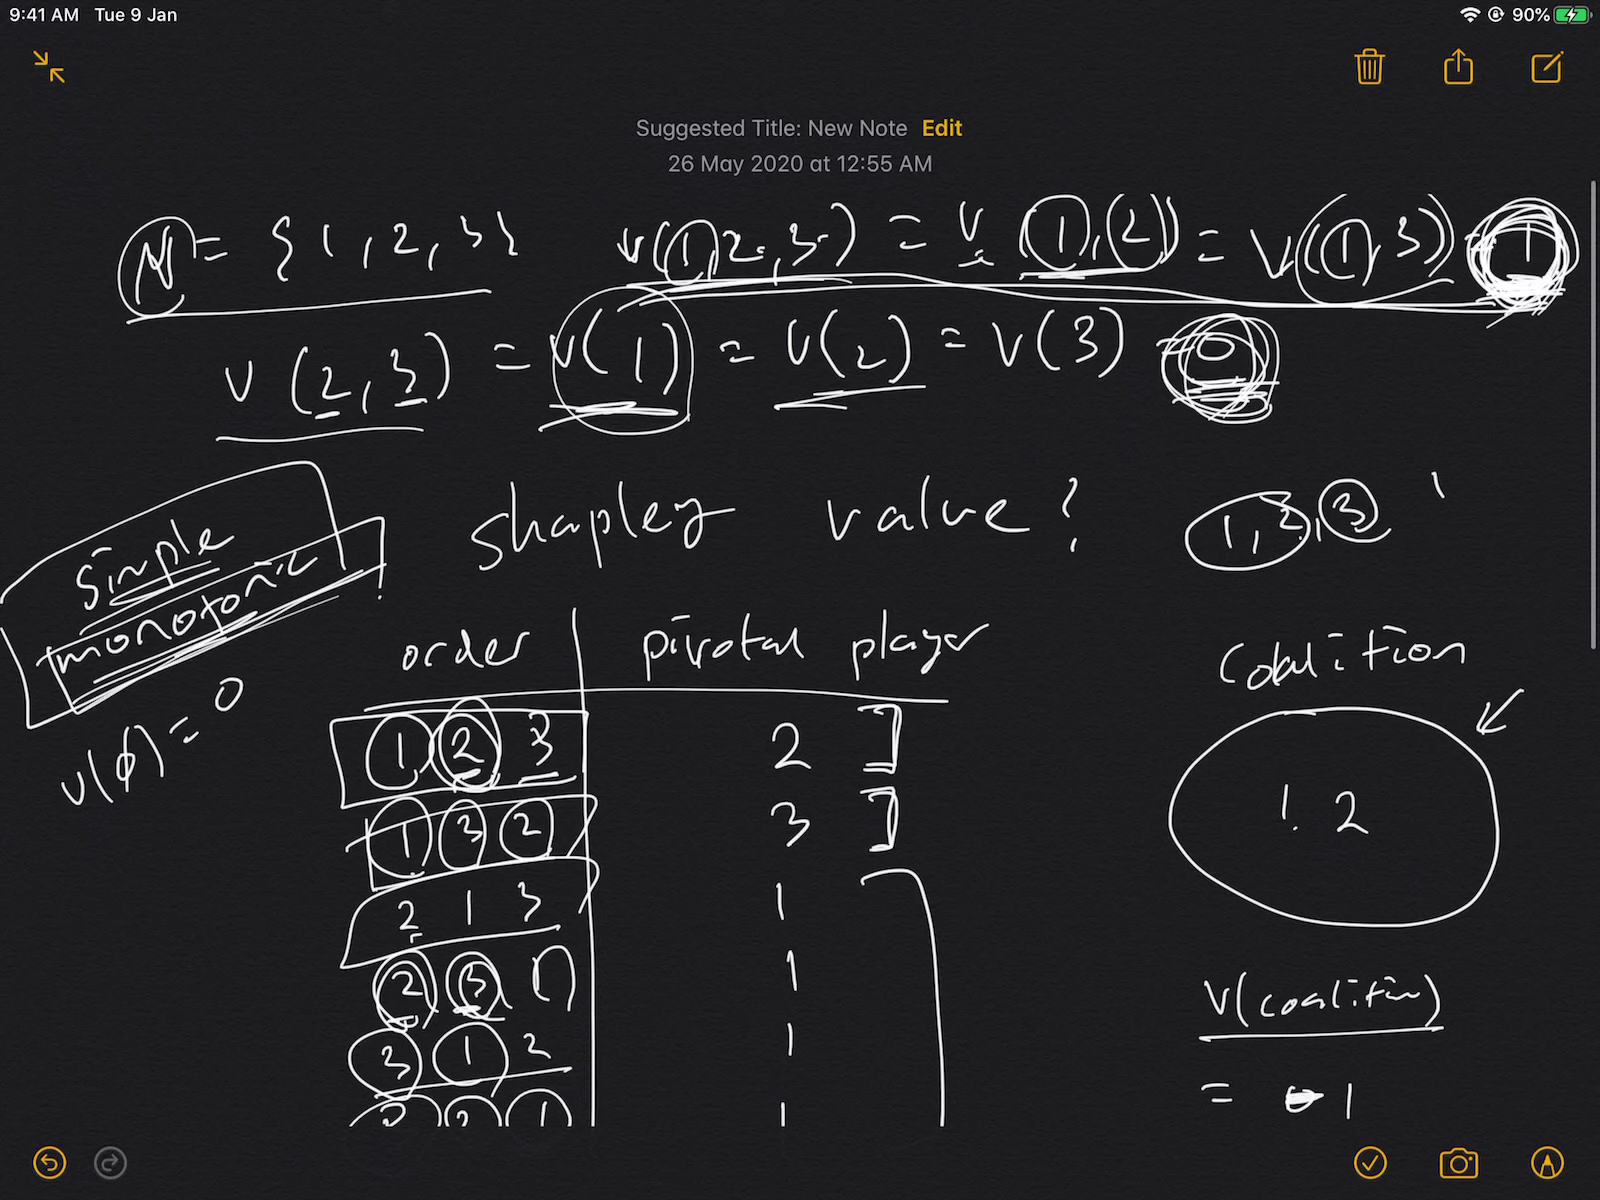 9:41 AM Tue 9 Jan 90%
Suggested Title: New Note Edit
26 May 2020 at 12:55 AM
N = {1, 2, 3} v(1, 2, 3) = v(1, 2) = v(1, 3) = 1
v(2, 3) = v(1) = v(2) = v(3) = 0
shapley value? 1, 2, 3
simple
monotonic
v(ϕ) = 0
order pivotal player
1 2 3 2
1 3 2 3
2 1 3 1
2 3 1 1
3 1 2 1
3 2 1 1
Coalition
1. 2
v(coalition)
= 1